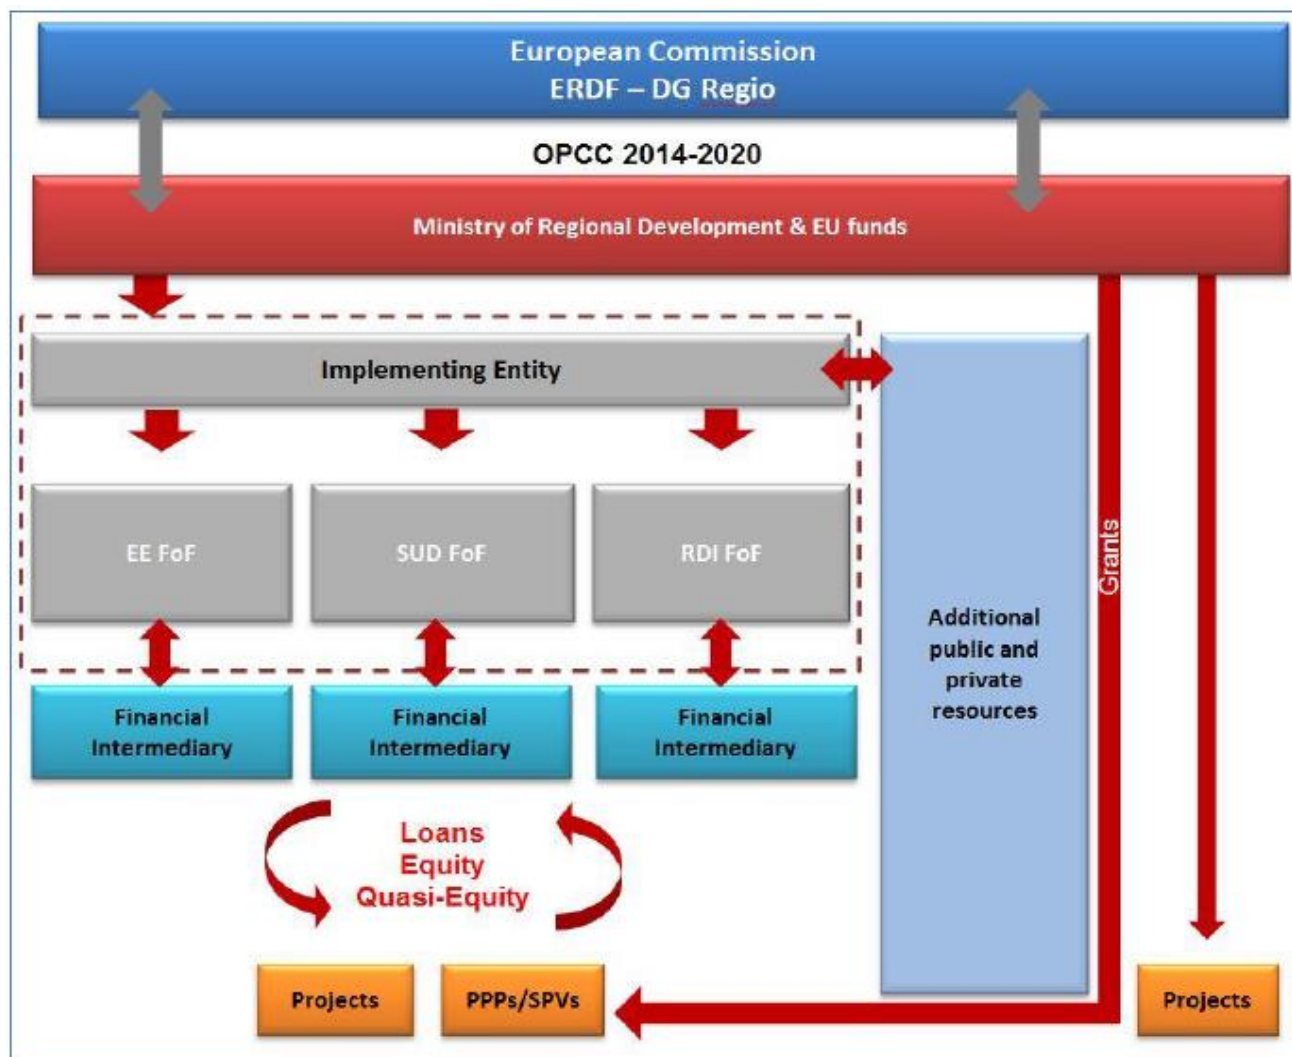 European Commission
ERDF – DG Regio
OPCC 2014-2020
Ministry of Regional Development & EU funds
Implementing Entity
EE FoF
SUD FoF
RDI FoF
Grants
Additional
public and
private
resources
Financial
Intermediary
Financial
Intermediary
Financial
Intermediary
Loans
Equity
Quasi-Equity
Projects
PPPs/SPVs
Projects